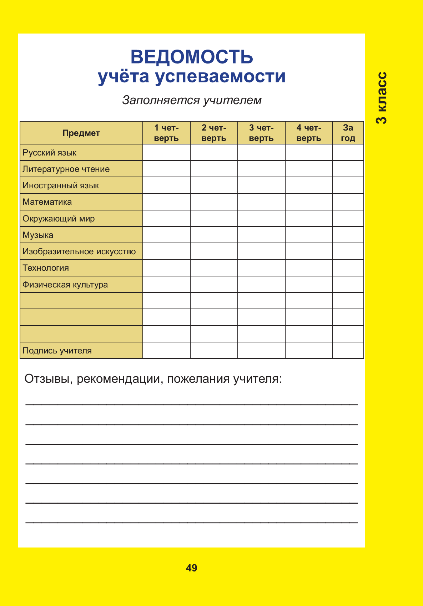 ВЕДОМОСТЬ
учёта успеваемости
Заполняется учителем
3 класс
Предмет
1 чет-
верть
2 чет-
верть
3 чет-
верть
4 чет-
верть
За
год
Русский язык
Литературное чтение
Иностранный язык
Математика
Окружающий мир
Музыка
Изобразительное искусство
Технология
Физическая культура
Подпись учителя
Отзывы, рекомендации, пожелания учителя:
49